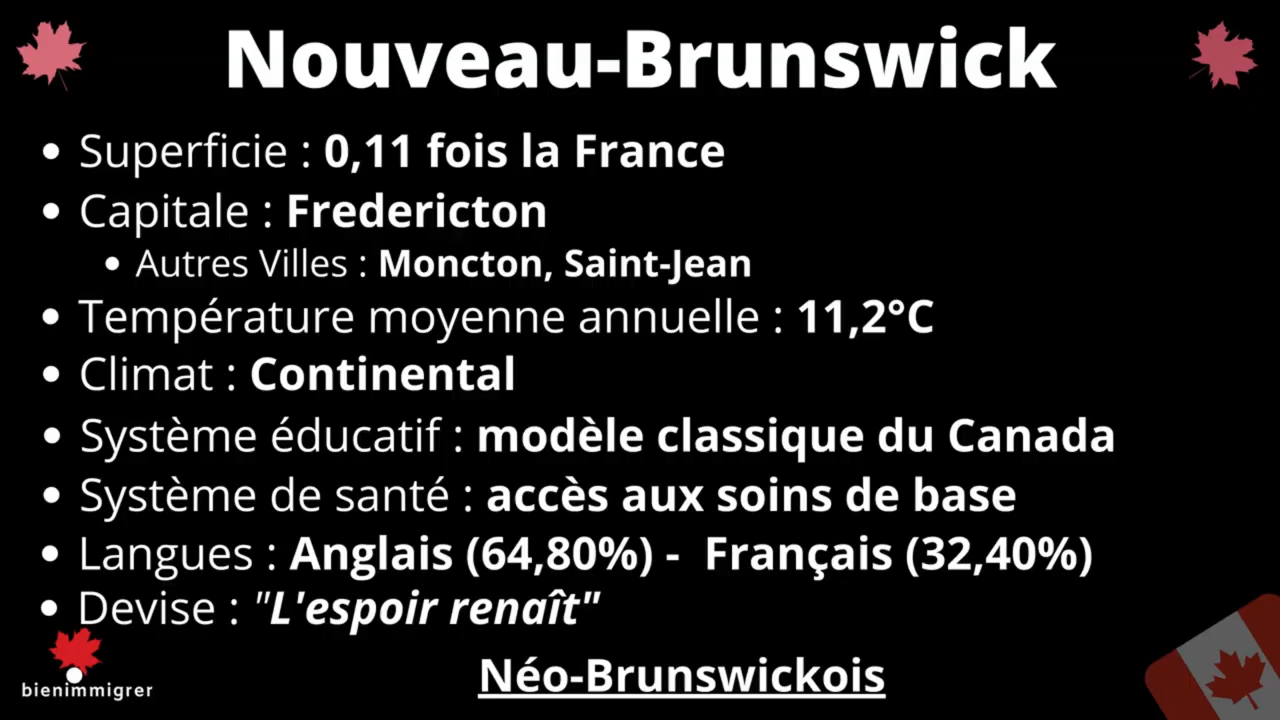 Nouveau-Brunswick
• Superficie : 0,11 fois la France
• Capitale : Fredericton
• Autres Villes : Moncton, Saint-Jean
• Température moyenne annuelle : 11,2°C
• Climat : Continental
• Système éducatif : modèle classique du Canada
• Système de santé : accès aux soins de base
• Langues : Anglais (64,80%) -  Français (32,40%)
• Devise : "L'espoir renaît"
Néo-Brunswickois
bienimmigrer